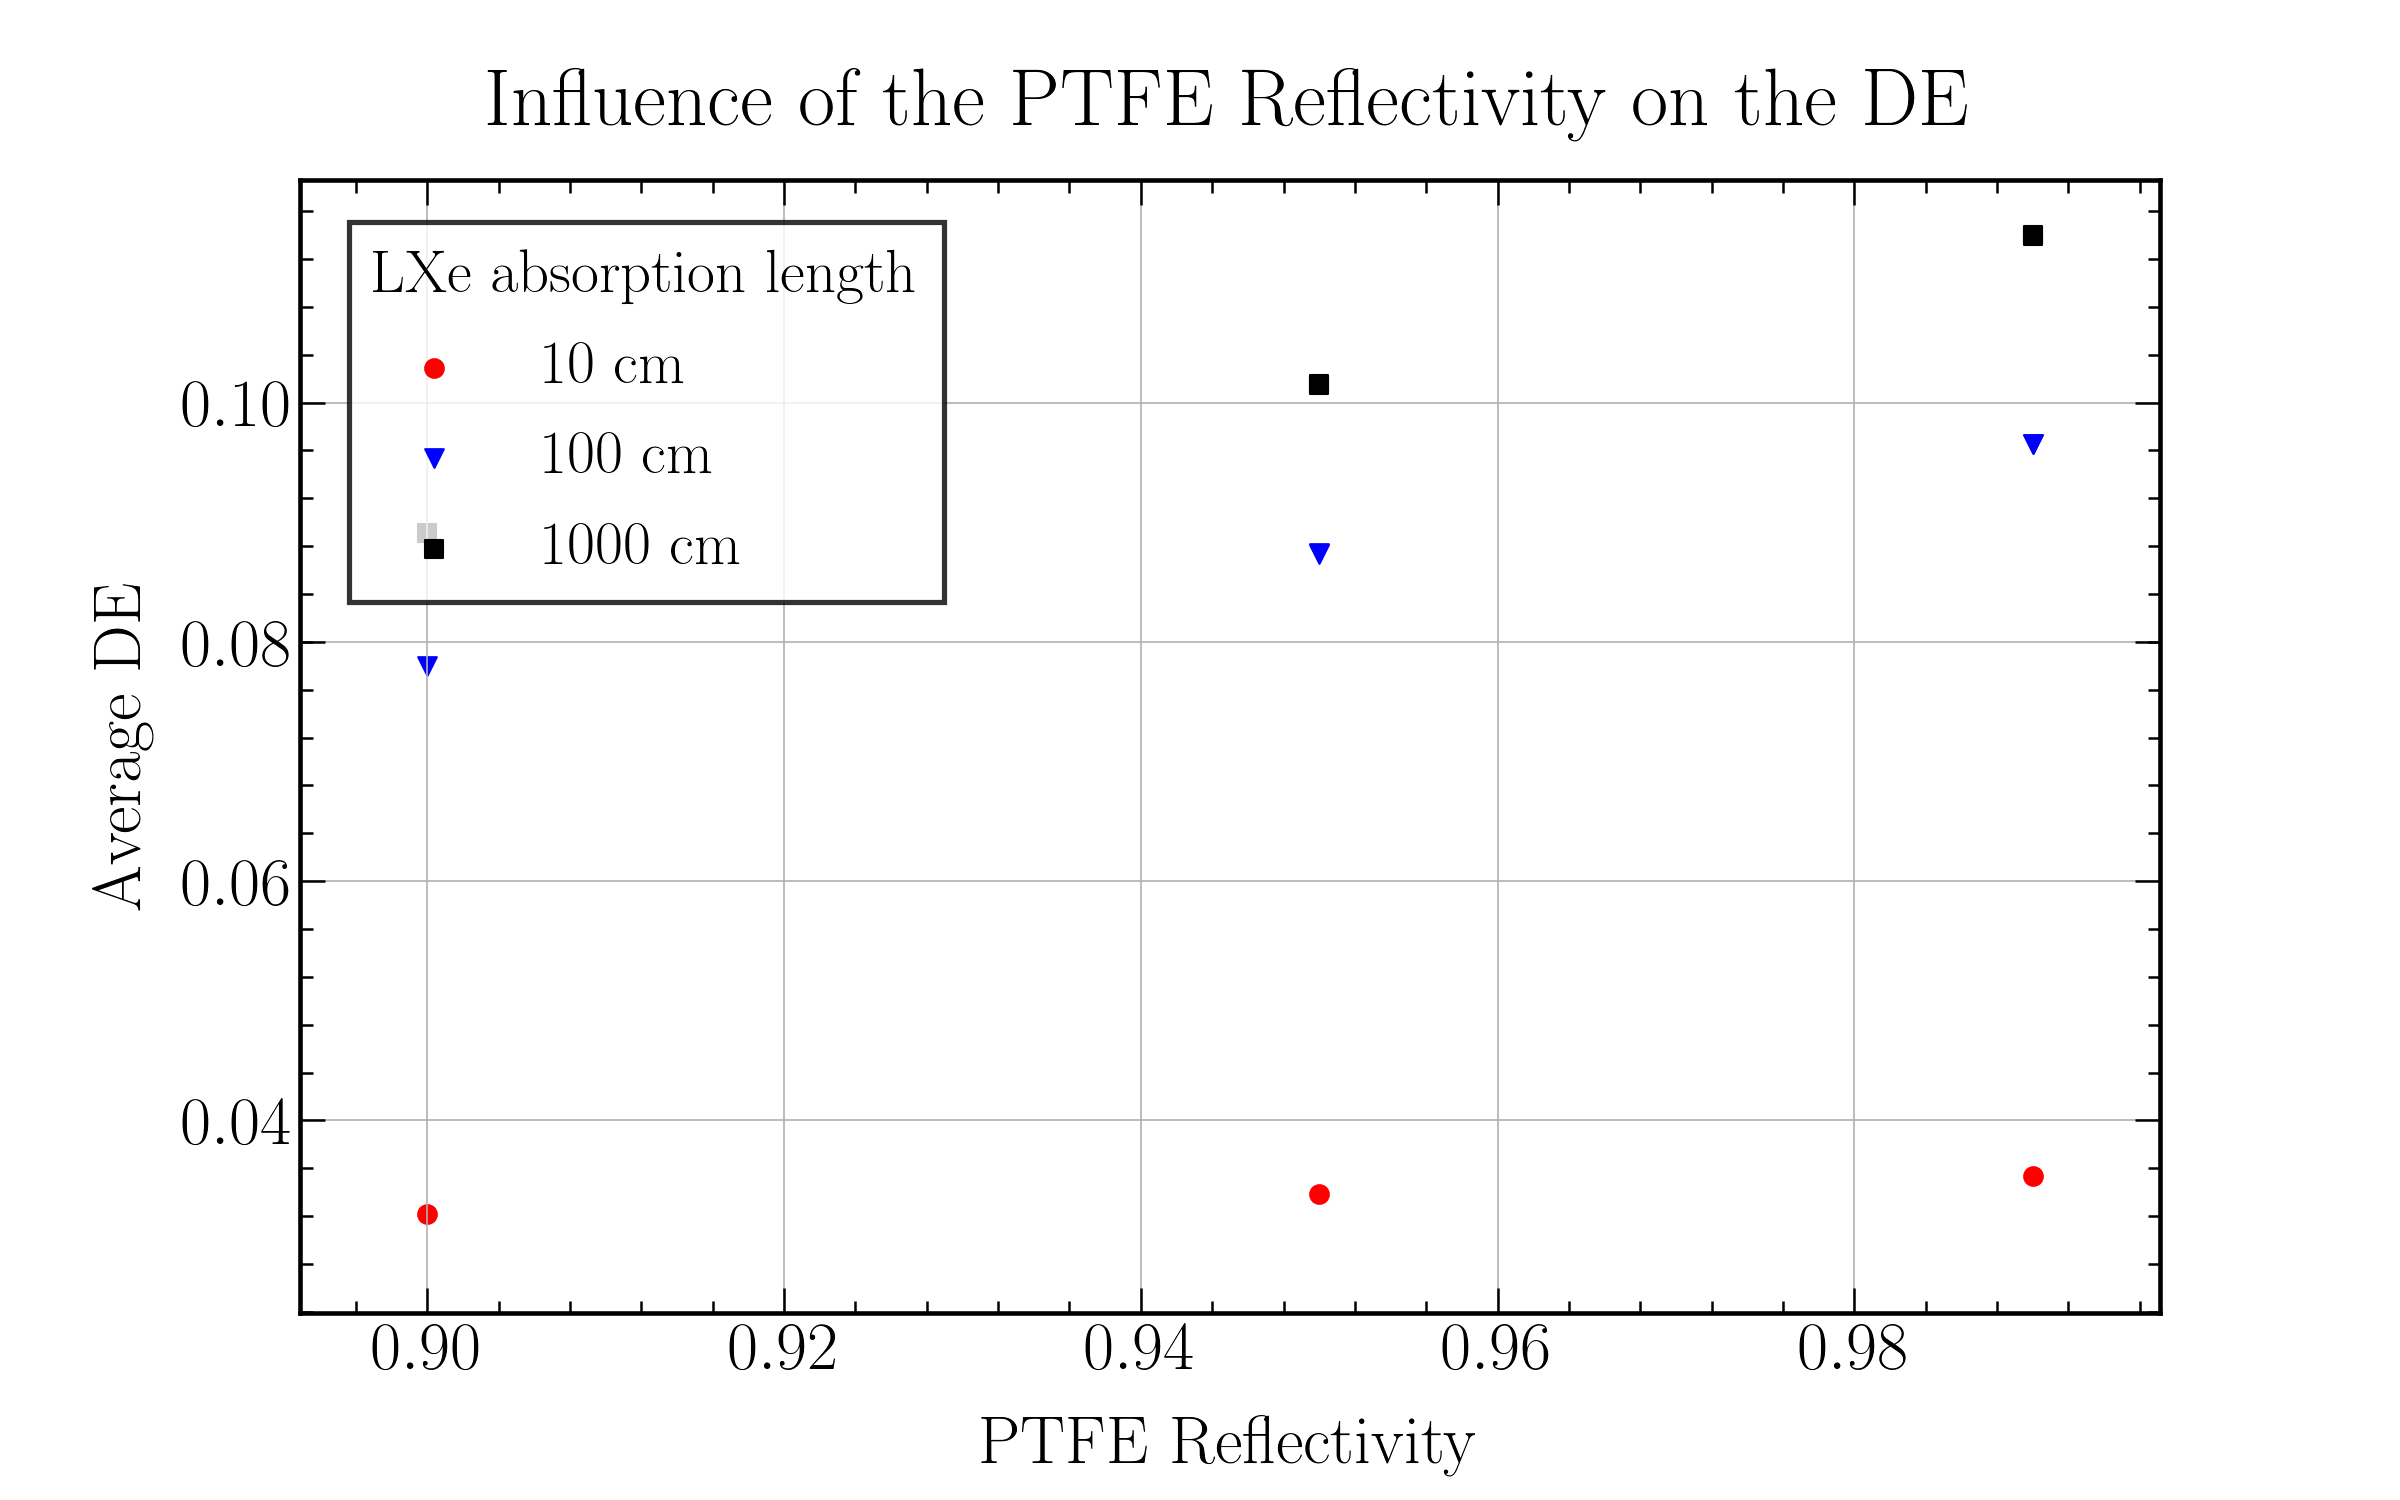 Influence of the PTFE Reflectivity on the DE
LXe absorption length
10 cm
100 cm
1000 cm
Average DE
0.10
0.08
0.06
0.04
0.90 0.92 0.94 0.96 0.98
PTFE Reflectivity